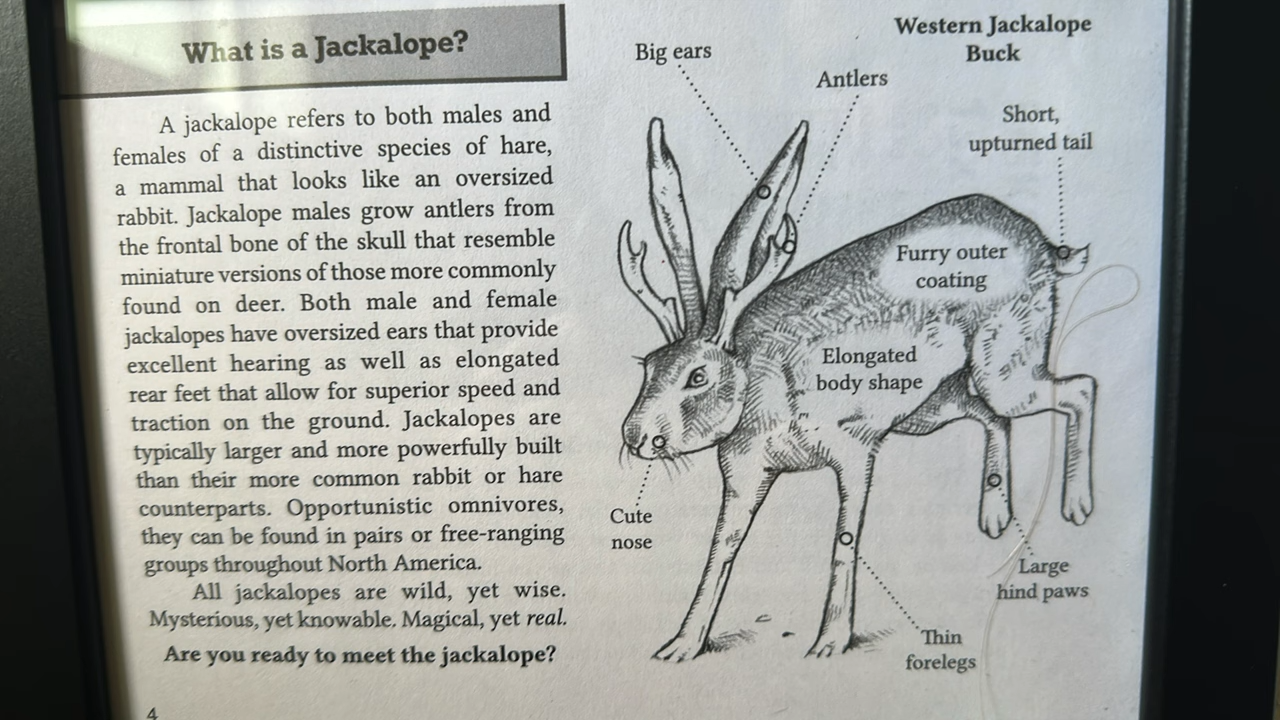 What is a Jackalope?
A jackalope refers to both males and
females of a distinctive species of hare,
a mammal that looks like an oversized
rabbit. Jackalope males grow antlers from
the frontal bone of the skull that resemble
miniature versions of those more commonly
found on deer. Both male and female
jackalopes have oversized ears that provide
excellent hearing as well as elongated
rear feet that allow for superior speed and
traction on the ground. Jackalopes are
typically larger and more powerfully built
than their more common rabbit or hare
counterparts. Opportunistic omnivores,
they can be found in pairs or free-ranging
groups throughout North America.
All jackalopes are wild, yet wise.
Mysterious, yet knowable. Magical, yet real.
Are you ready to meet the jackalope?
4
Western Jackalope
Buck
Big ears
Antlers
Short,
upturned tail
Furry outer
coating
Elongated
body shape
Cute
nose
Large
hind paws
Thin
forelegs